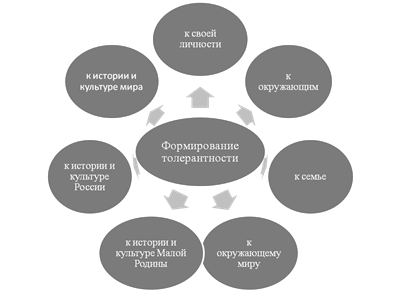 к своей
личности
к
окружающим
к семье
к
окружающему
миру
к истории и
культуре Малой
Родины
к истории и
культуре
России
к истории и
культуре мира
Формирование
толерантности